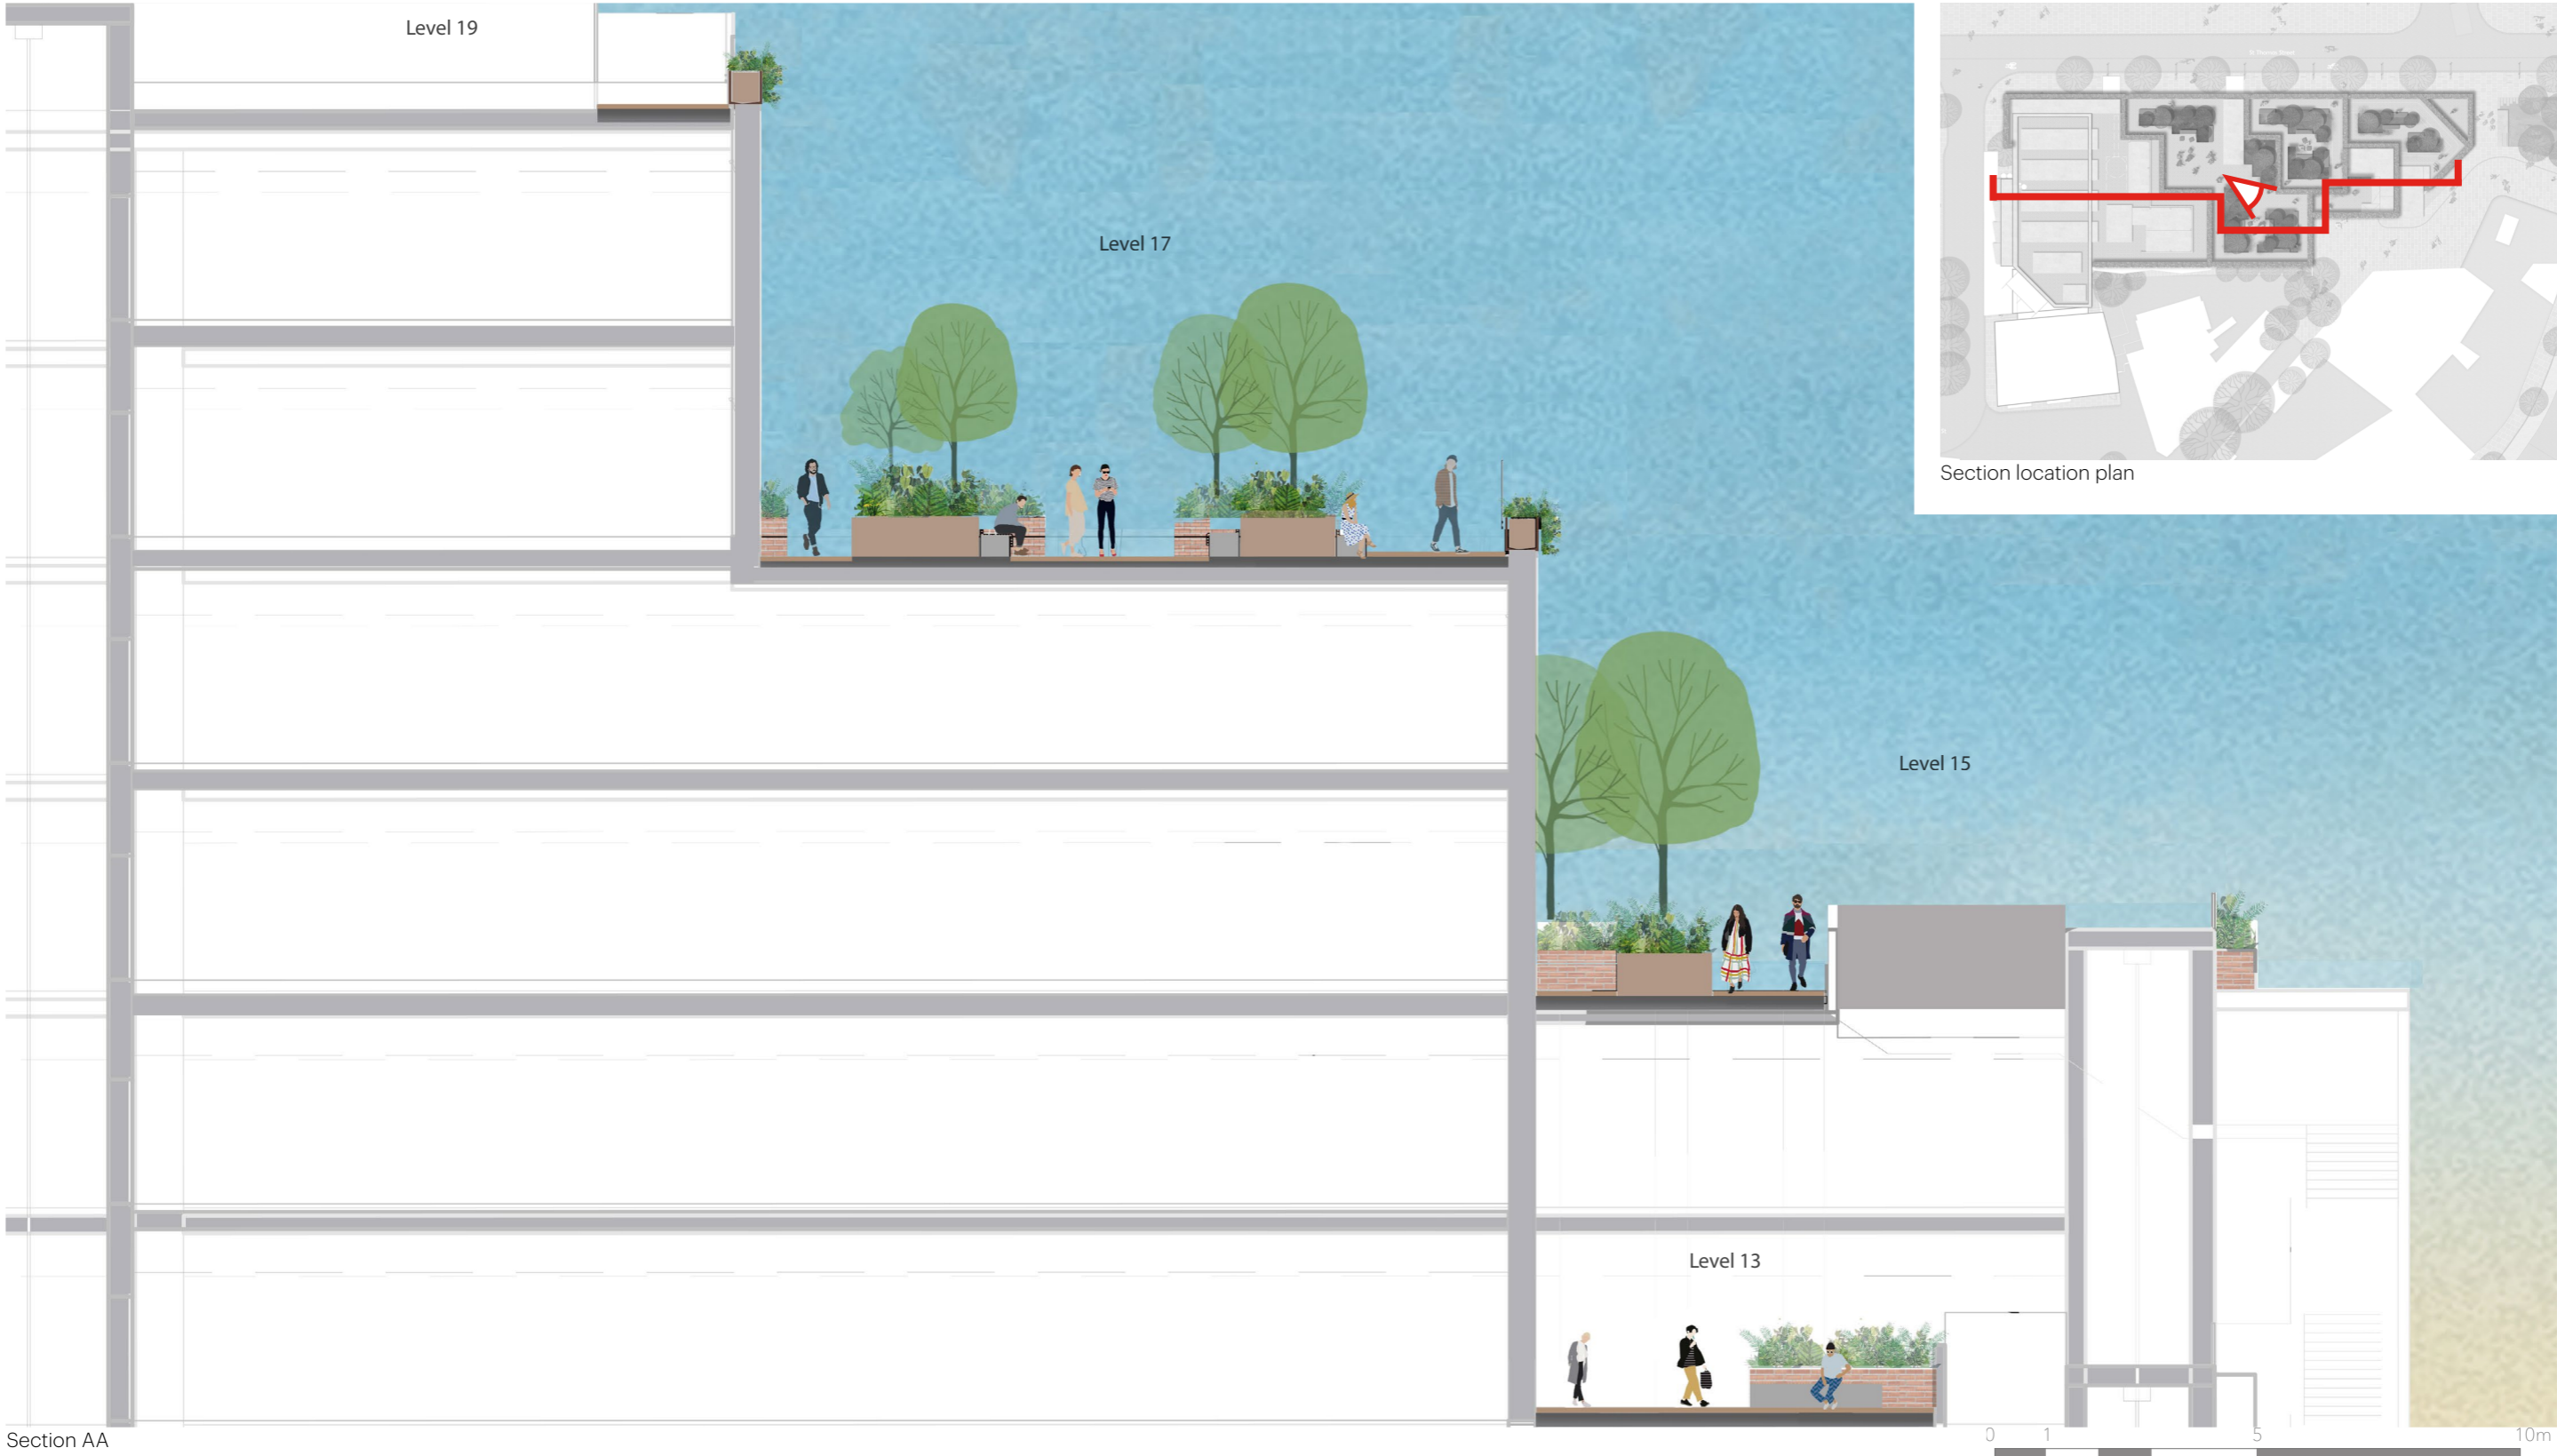 Level 19
Level 17
Section location plan
Level 15
Level 13
Section AA
0 1 5 10m